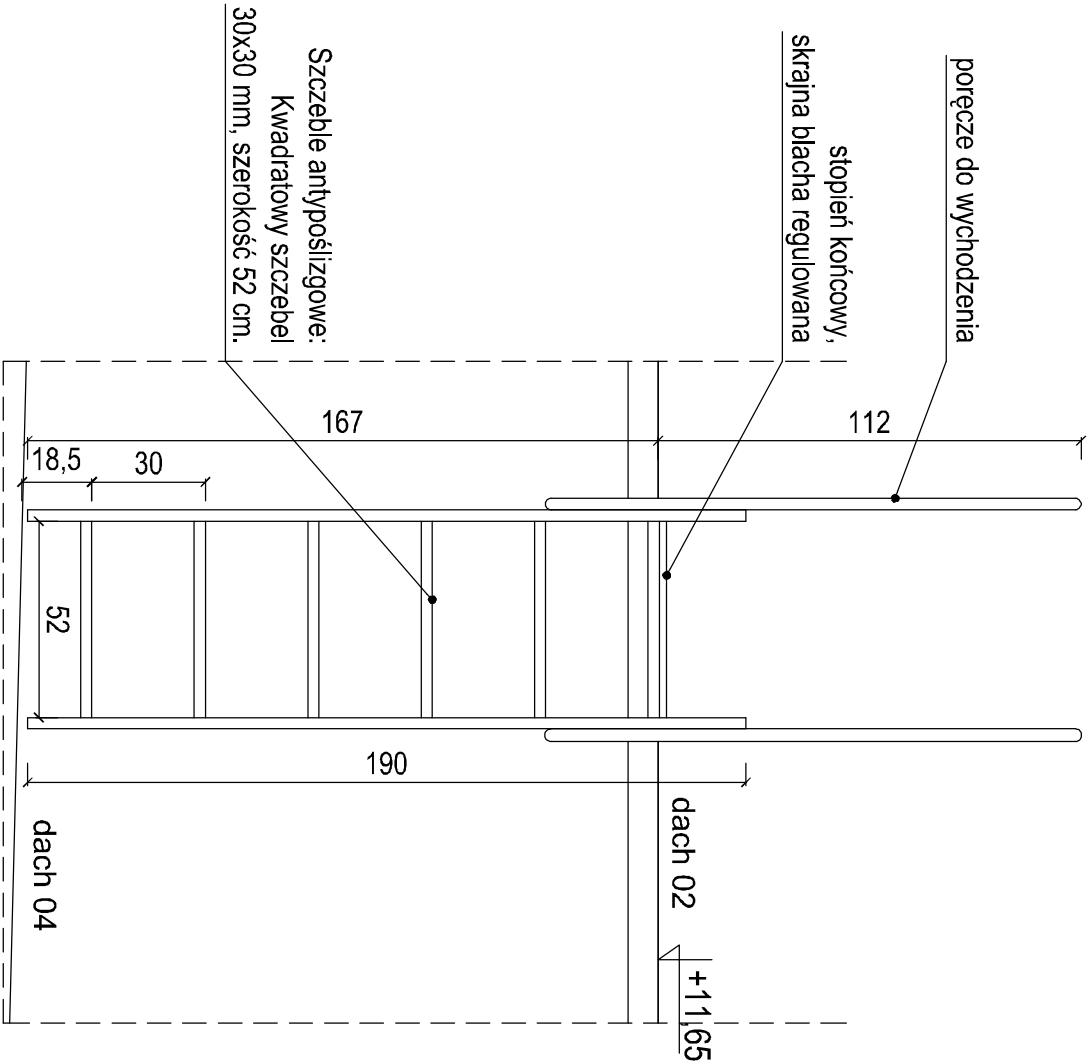 poręcze do wychodzenia
stopień końcowy,
skrajna blacha regulowana
Szczeble antypoślizgowe:
Kwadratowy szczebel
30x30 mm, szerokość 52 cm.
112
167
30
18,5
52
190
dach 02
+11,65
dach 04